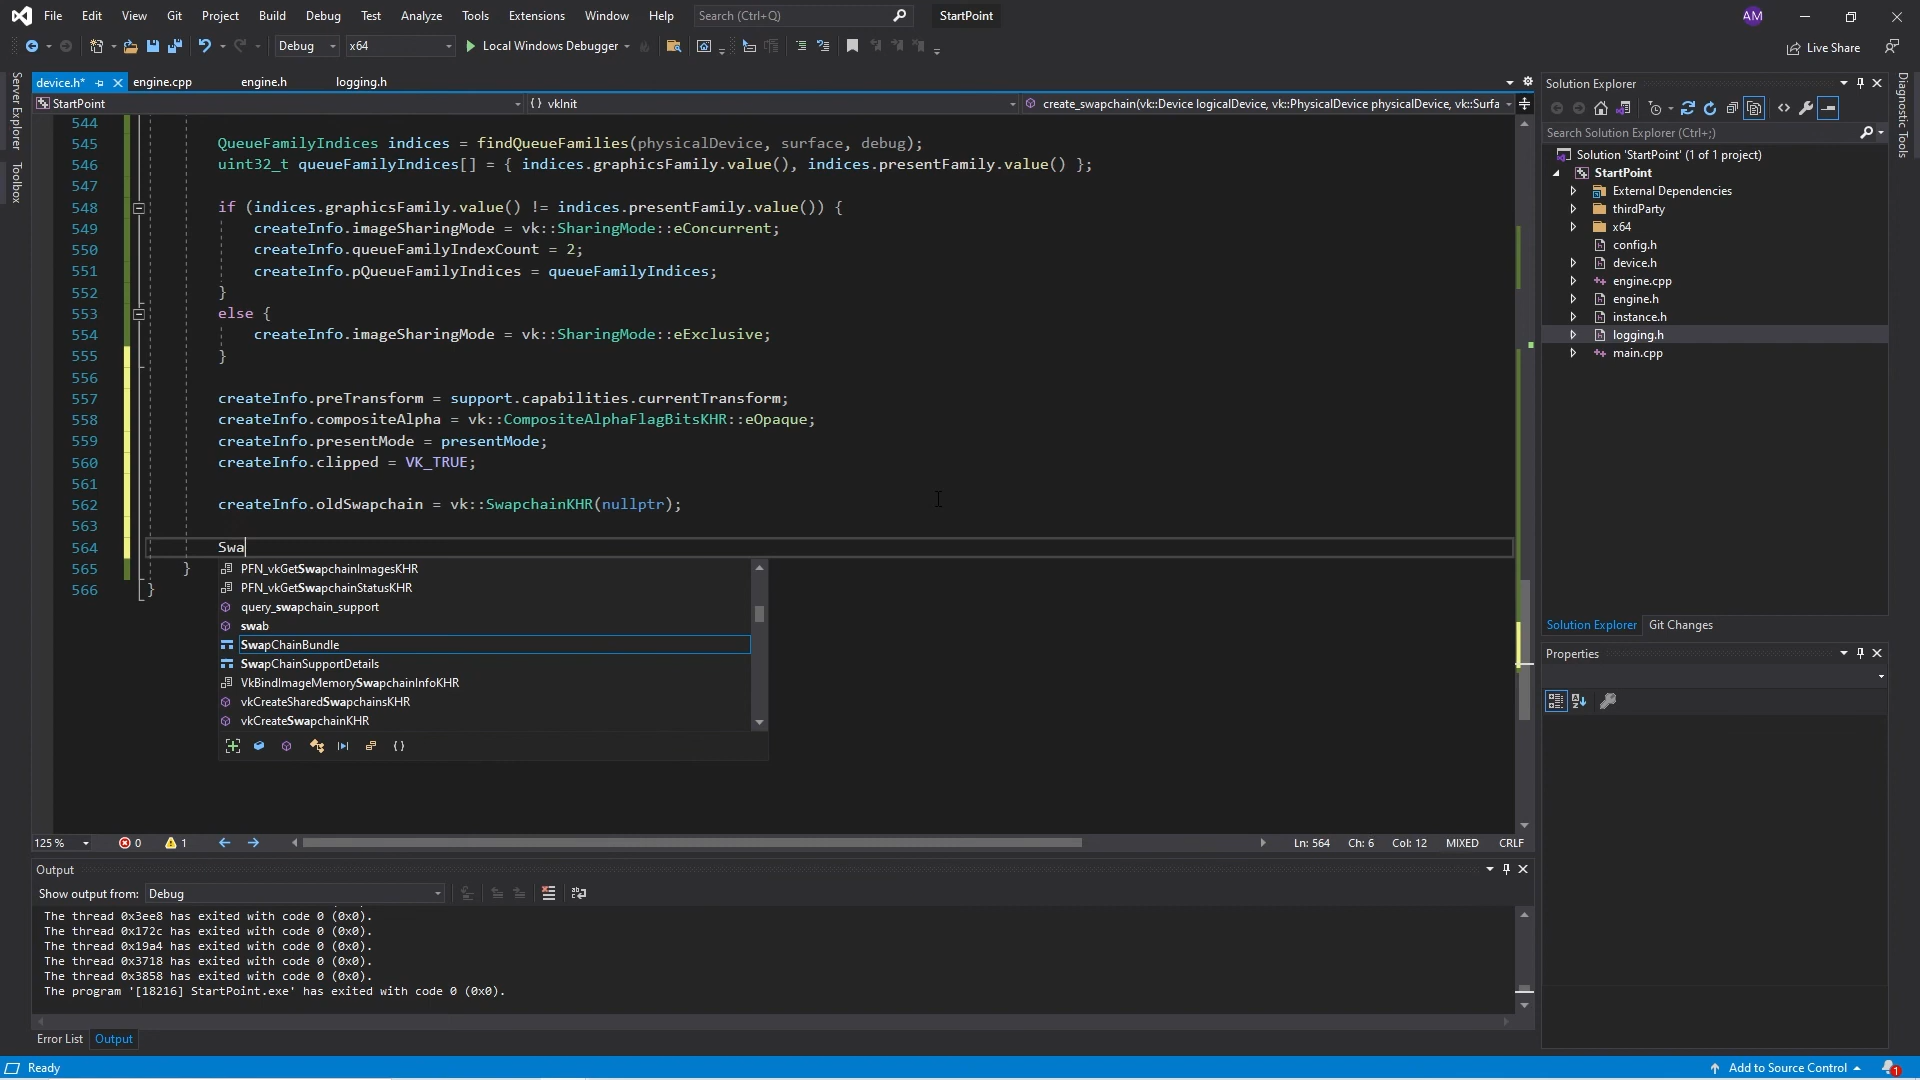 File Edit View Git Project Build Debug Test Analyze Tools Extensions Window Help Search (Ctrl+Q) StartPoint AM
Debug x64 Local Windows Debugger Live Share
device.h* engine.cpp engine.h logging.h
StartPoint {} vkInit create_swapchain(vk::Device logicalDevice, vk::PhysicalDevice physicalDevice, vk::Surfa
Server Explorer
Toolbox
544
545 QueueFamilyIndices indices = findQueueFamilies(physicalDevice, surface, debug);
546 uint32_t queueFamilyIndices[] = { indices.graphicsFamily.value(), indices.presentFamily.value() };
547
548 if (indices.graphicsFamily.value() != indices.presentFamily.value()) {
549 createInfo.imageSharingMode = vk::SharingMode::eConcurrent;
550 createInfo.queueFamilyIndexCount = 2;
551 createInfo.pQueueFamilyIndices = queueFamilyIndices;
552 }
553 else {
554 createInfo.imageSharingMode = vk::SharingMode::eExclusive;
555 }
556
557 createInfo.preTransform = support.capabilities.currentTransform;
558 createInfo.compositeAlpha = vk::CompositeAlphaFlagBitsKHR::eOpaque;
559 createInfo.presentMode = presentMode;
560 createInfo.clipped = VK_TRUE;
561
562 createInfo.oldSwapchain = vk::SwapchainKHR(nullptr);
563
564 Swa
565 }
566 }
PFN_vkGetSwapchainImagesKHR
PFN_vkGetSwapchainStatusKHR
query_swapchain_support
swab
SwapChainBundle
SwapChainSupportDetails
VkBindImageMemorySwapchainInfoKHR
vkCreateSharedSwapchainsKHR
vkCreateSwapchainKHR
{}
125 % 0 1 Ln: 564 Ch: 6 Col: 12 MIXED CRLF
Output
Show output from: Debug
The thread 0x3ee8 has exited with code 0 (0x0).
The thread 0x172c has exited with code 0 (0x0).
The thread 0x19a4 has exited with code 0 (0x0).
The thread 0x3718 has exited with code 0 (0x0).
The thread 0x3858 has exited with code 0 (0x0).
The program '[18216] StartPoint.exe' has exited with code 0 (0x0).
Error List Output
Solution Explorer
Search Solution Explorer (Ctrl+;)
Solution 'StartPoint' (1 of 1 project)
StartPoint
External Dependencies
thirdParty
x64
config.h
device.h
engine.cpp
engine.h
instance.h
logging.h
main.cpp
Solution Explorer Git Changes
Properties
Diagnostic Tools
Ready Add to Source Control 1